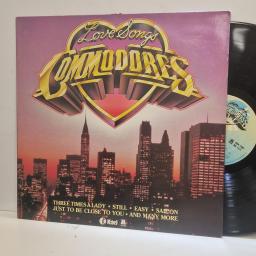 Love Songs
COMMODORES
THREE TIMES A LADY • STILL • EASY • SAIL ON
JUST TO BE CLOSE TO YOU • AND MANY MORE